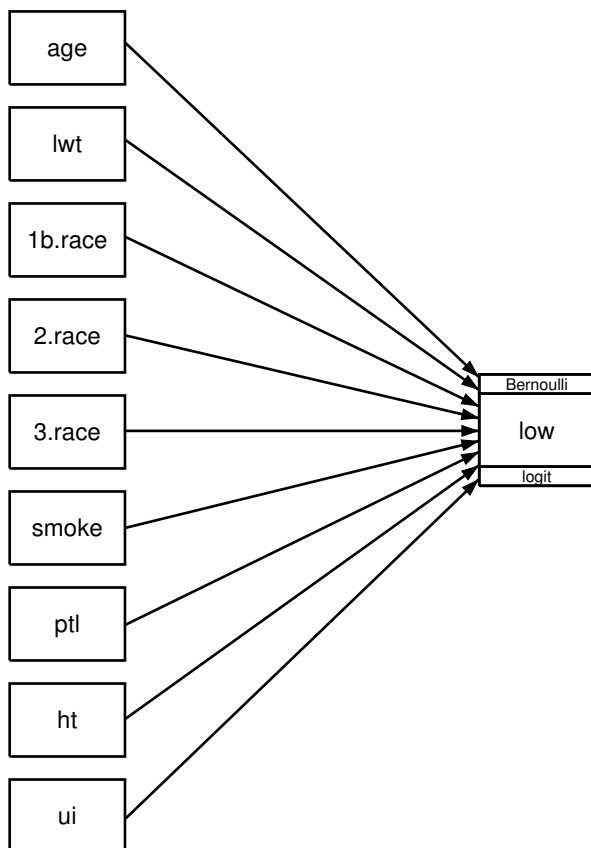 age
lwt
1b.race
2.race
3.race
smoke
ptl
ht
ui
Bernoulli
low
logit